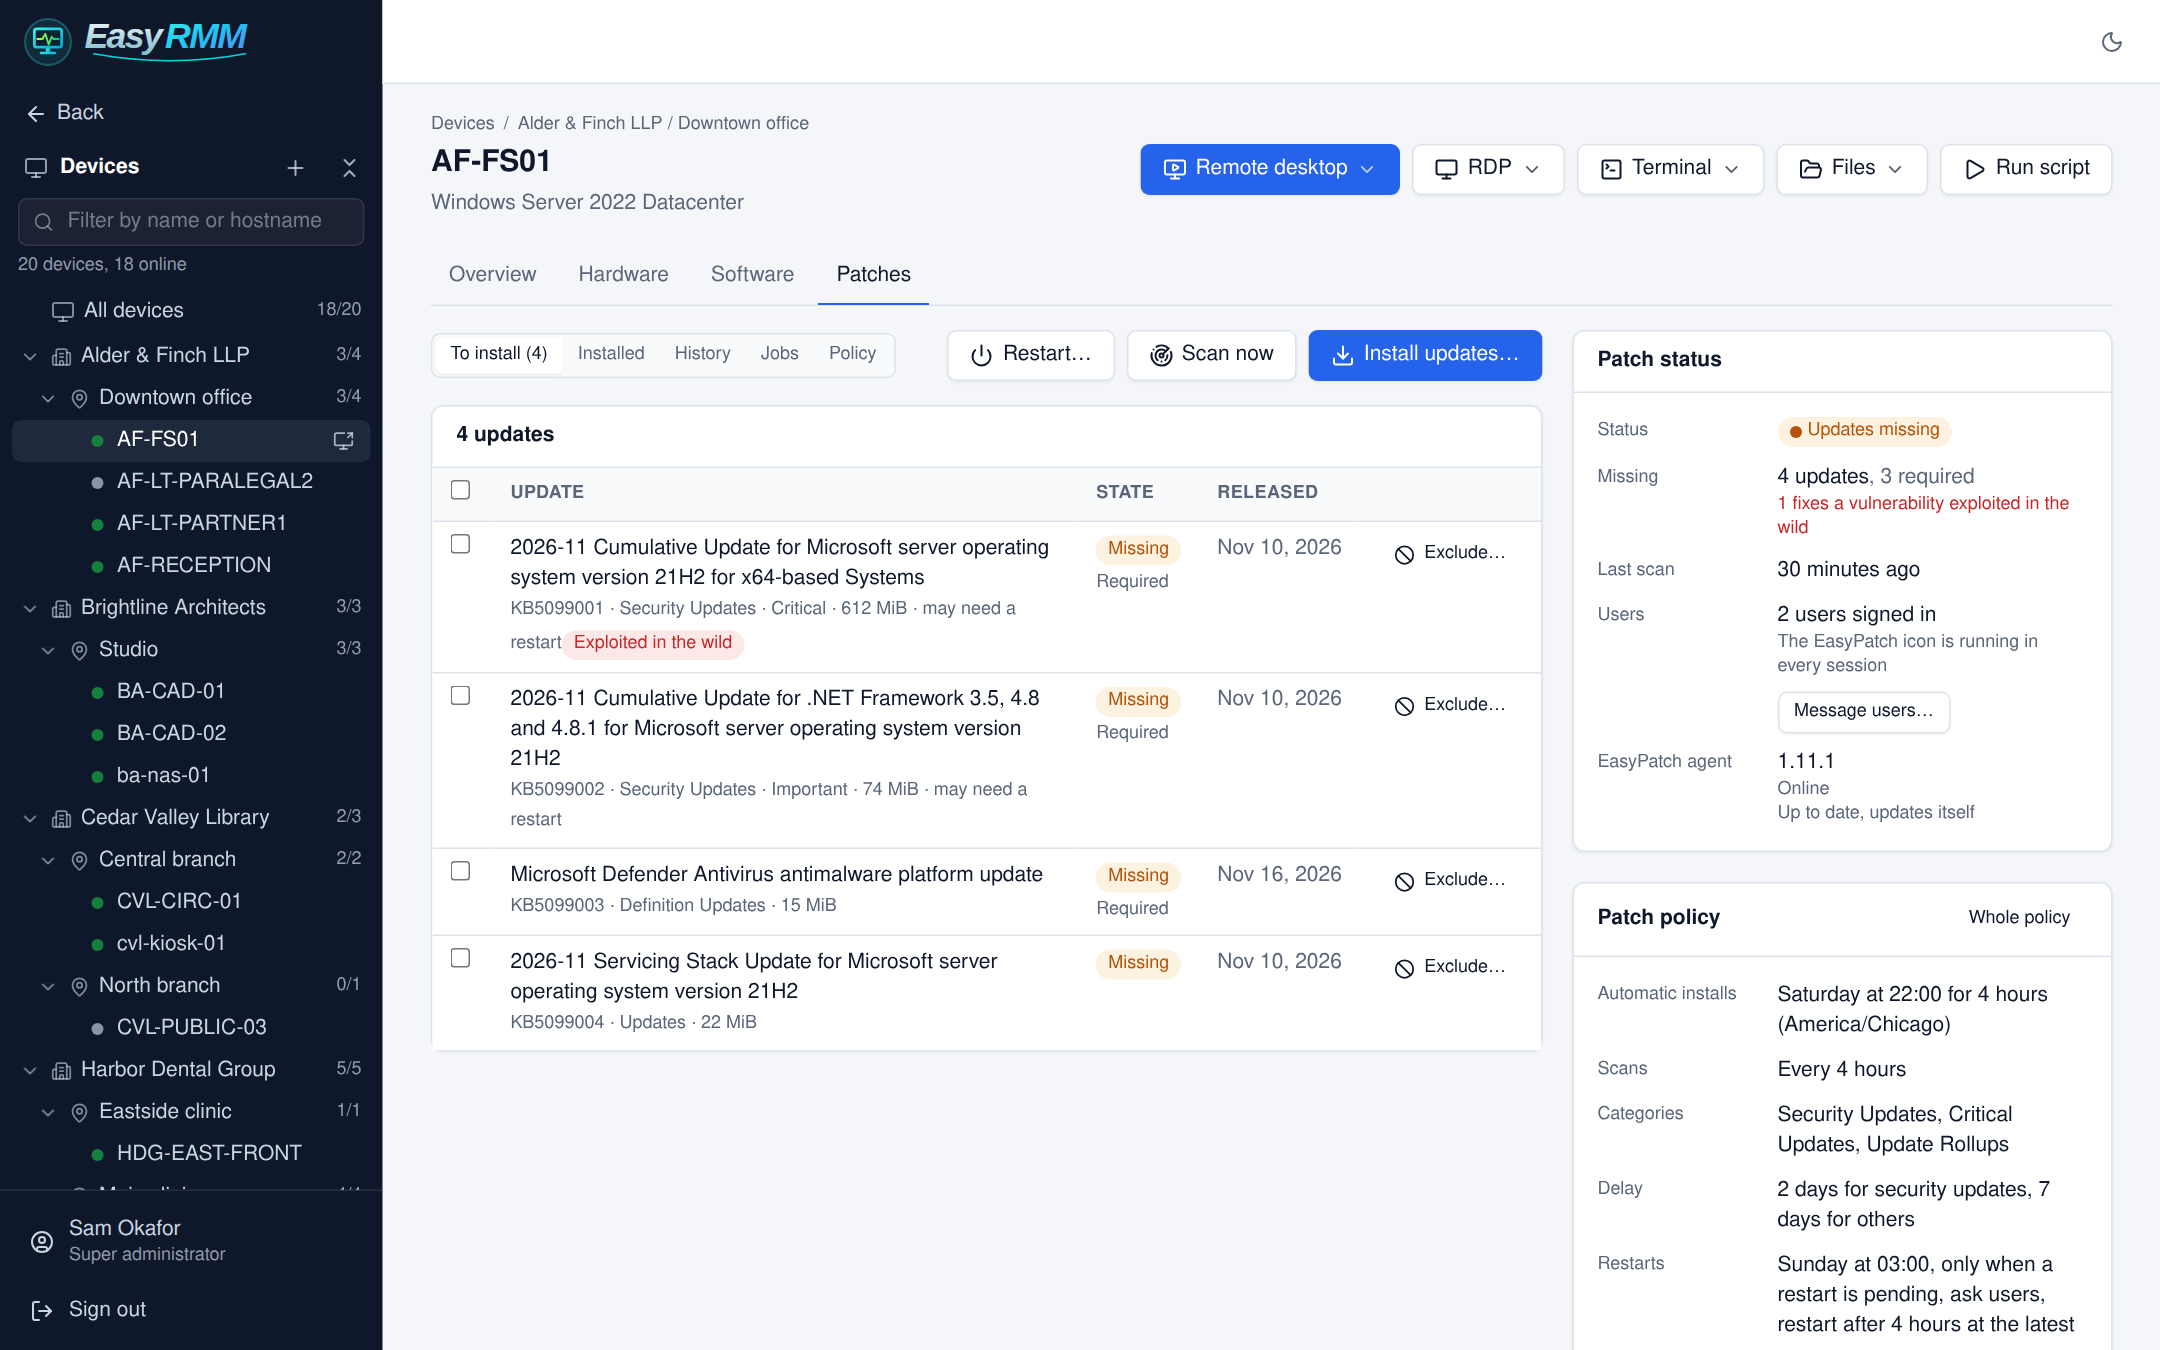 EasyRMM
Back
Devices
Filter by name or hostname
20 devices, 18 online
All devices 18/20
Alder & Finch LLP 3/4
Downtown office 3/4
AF-FS01
AF-LT-PARALEGAL2
AF-LT-PARTNER1
AF-RECEPTION
Brightline Architects 3/3
Studio 3/3
BA-CAD-01
BA-CAD-02
ba-nas-01
Cedar Valley Library 2/3
Central branch 2/2
CVL-CIRC-01
cvl-kiosk-01
North branch 0/1
CVL-PUBLIC-03
Harbor Dental Group 5/5
Eastside clinic 1/1
HDG-EAST-FRONT
Sam Okafor
Super administrator
Sign out
Devices / Alder & Finch LLP / Downtown office
AF-FS01
Windows Server 2022 Datacenter
Remote desktop
RDP
Terminal
Files
Run script
Overview Hardware Software Patches
To install (4) Installed History Jobs Policy
Restart…
Scan now
Install updates…
4 updates
UPDATE STATE RELEASED
2026-11 Cumulative Update for Microsoft server operating
system version 21H2 for x64-based Systems
KB5099001 · Security Updates · Critical · 612 MiB · may need a
restart Exploited in the wild
Missing
Required
Nov 10, 2026
Exclude…
2026-11 Cumulative Update for .NET Framework 3.5, 4.8
and 4.8.1 for Microsoft server operating system version
21H2
KB5099002 · Security Updates · Important · 74 MiB · may need a
restart
Missing
Required
Nov 10, 2026
Exclude…
Microsoft Defender Antivirus antimalware platform update
KB5099003 · Definition Updates · 15 MiB
Missing
Required
Nov 16, 2026
Exclude…
2026-11 Servicing Stack Update for Microsoft server
operating system version 21H2
KB5099004 · Updates · 22 MiB
Missing
Nov 10, 2026
Exclude…
Patch status
Status Updates missing
Missing 4 updates, 3 required
1 fixes a vulnerability exploited in the
wild
Last scan 30 minutes ago
Users 2 users signed in
The EasyPatch icon is running in
every session
Message users…
EasyPatch agent 1.11.1
Online
Up to date, updates itself
Patch policy Whole policy
Automatic installs Saturday at 22:00 for 4 hours
(America/Chicago)
Scans Every 4 hours
Categories Security Updates, Critical
Updates, Update Rollups
Delay 2 days for security updates, 7
days for others
Restarts Sunday at 03:00, only when a
restart is pending, ask users,
restart after 4 hours at the latest